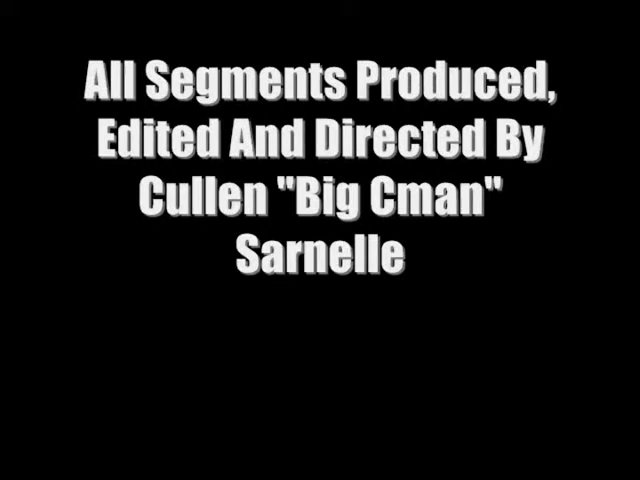 All Segments Produced,
Edited And Directed By
Cullen "Big Cman"
Sarnelle